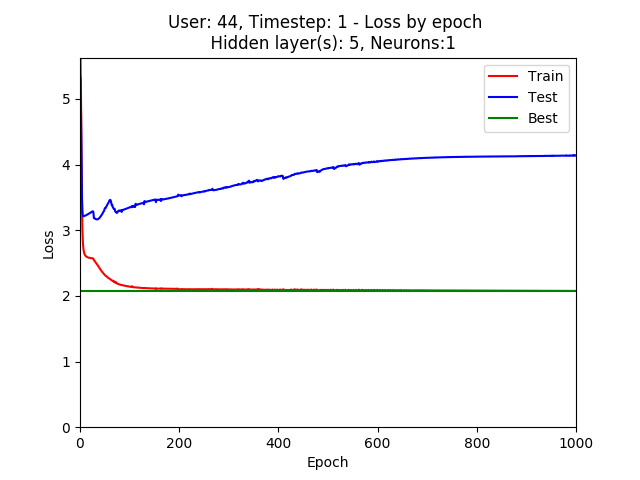 User: 44, Timestep: 1 - Loss by epoch
Hidden layer(s): 5, Neurons:1
Train
Test
Best
5
4
3
2
1
0
Loss
0 200 400 600 800 1000
Epoch